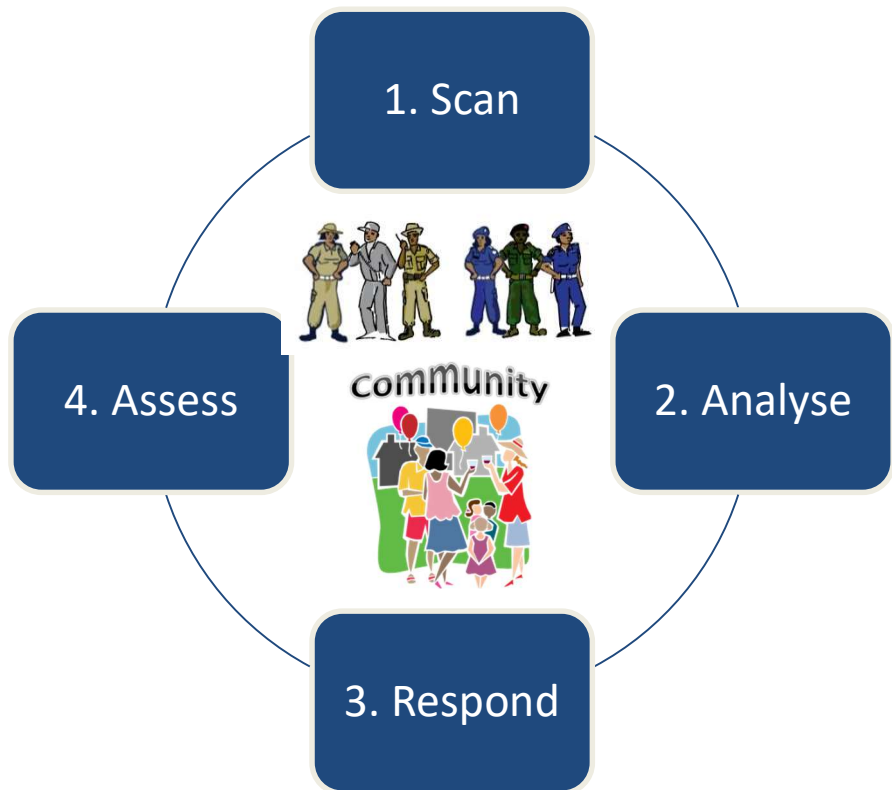 1. Scan
2. Analyse
3. Respond
4. Assess
Community